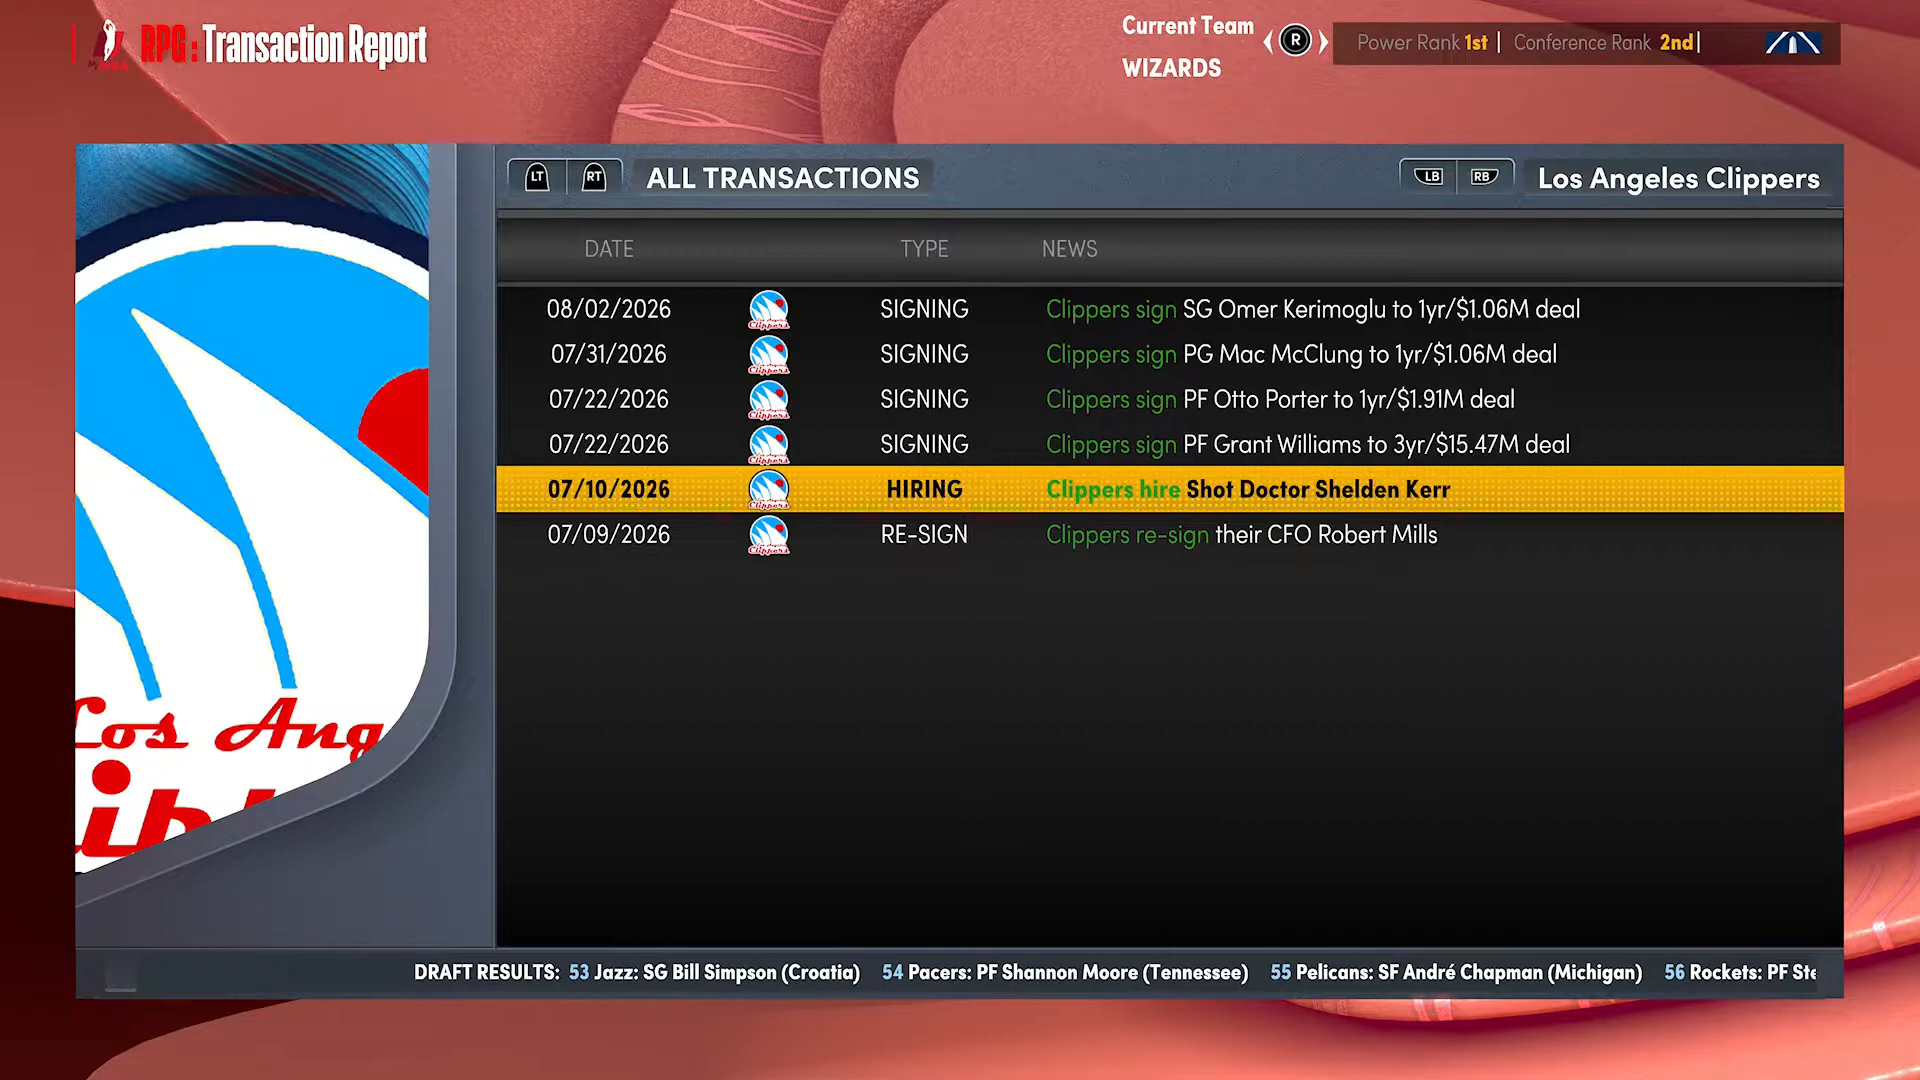 RPG: Transaction Report
Current Team
WIZARDS
R
Power Rank 1st | Conference Rank 2nd |
LT RT ALL TRANSACTIONS
LB RB Los Angeles Clippers
DATE TYPE NEWS
08/02/2026 SIGNING Clippers sign SG Omer Kerimoglu to 1yr/$1.06M deal
07/31/2026 SIGNING Clippers sign PG Mac McClung to 1yr/$1.06M deal
07/22/2026 SIGNING Clippers sign PF Otto Porter to 1yr/$1.91M deal
07/22/2026 SIGNING Clippers sign PF Grant Williams to 3yr/$15.47M deal
07/10/2026 HIRING Clippers hire Shot Doctor Shelden Kerr
07/09/2026 RE-SIGN Clippers re-sign their CFO Robert Mills
Los Ang
DRAFT RESULTS: 53 Jazz: SG Bill Simpson (Croatia) 54 Pacers: PF Shannon Moore (Tennessee) 55 Pelicans: SF André Chapman (Michigan) 56 Rockets: PF Ste